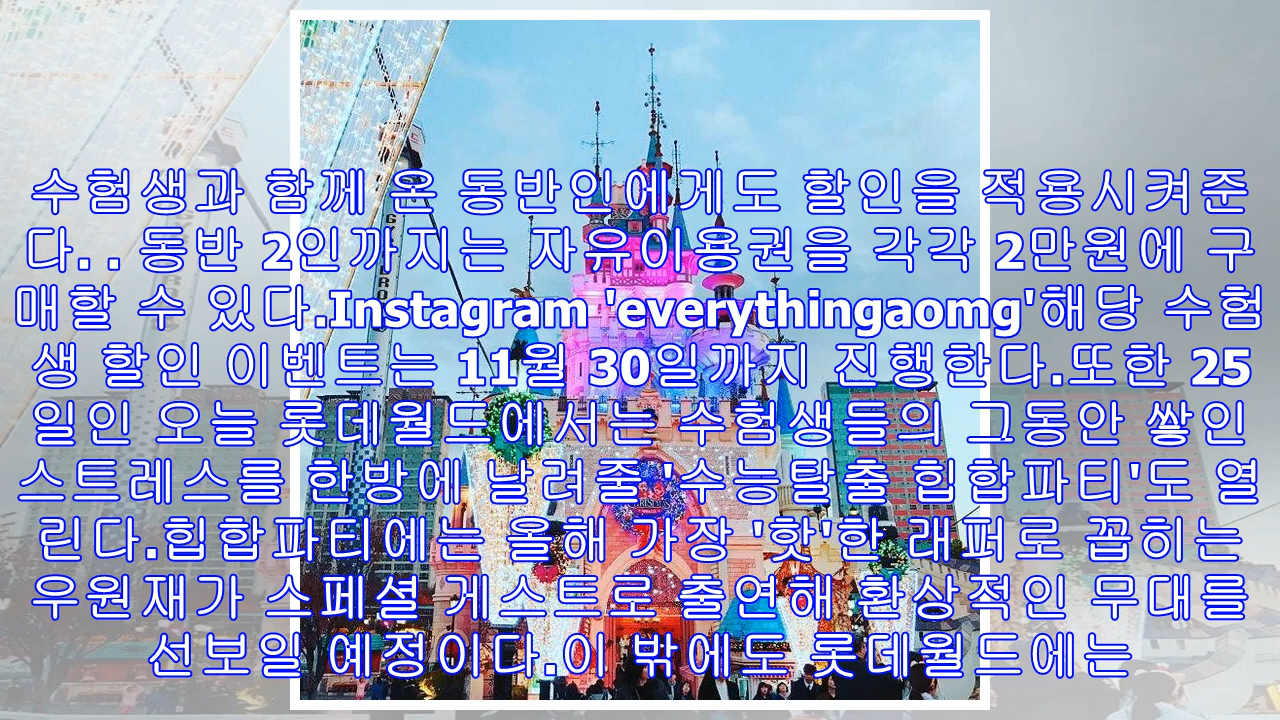 수험생과 함께 온 동반인에게도 할인을 적용시켜준
다. . 동반 2인까지는 자유이용권을 각각 2만원에 구
매할 수 있다.Instagram 'everythingaomg'해당 수험
생 할인 이벤트는 11월 30일까지 진행한다.또한 25
일인 오늘 롯데월드에서는 수험생들의 그동안 쌓인
스트레스를 한방에 날려줄 '수능탈출 힙합파티'도 열
린다.힙합파티에는 올해 가장 '핫'한 래퍼로 꼽히는
우원재가 스페셜 게스트로 출연해 환상적인 무대를
선보일 예정이다.이 밖에도 롯데월드에는